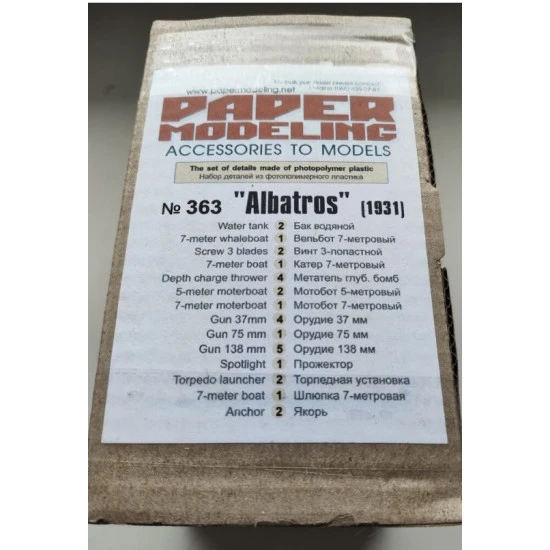 www.papermodeling.net
PAPER
MODELING
ACCESSORIES TO MODELS
The set of details made of photopolymer plastic
Набор деталей из фотополимерного пластика
№ 363 "Albatros" (1931)
Water tank 2 Бак водяной
7-meter whaleboat 1 Вельбот 7-метровый
Screw 3 blades 2 Винт 3-лопастной
7-meter boat 1 Катер 7-метровый
Depth charge thrower 4 Метатель глуб. бомб
5-meter moterboat 2 Мотобот 5-метровый
7-meter moterboat 1 Мотобот 7-метровый
Gun 37mm 4 Орудие 37 мм
Gun 75 mm 1 Орудие 75 мм
Gun 138 mm 5 Орудие 138 мм
Spotlight 1 Прожектор
Torpedo launcher 2 Торпедная установка
7-meter boat 1 Шлюпка 7-метровая
Anchor 2 Якорь